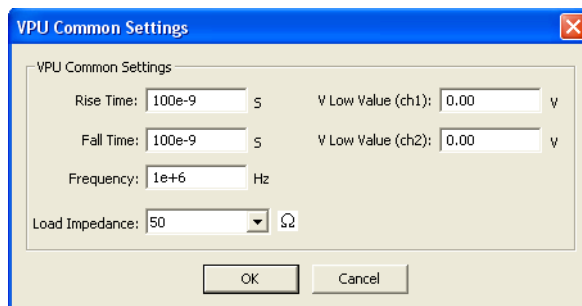 VPU Common Settings
VPU Common Settings
Rise Time: 100e-9 S V Low Value (ch1): 0.00 V
Fall Time: 100e-9 S V Low Value (ch2): 0.00 V
Frequency: 1e+6 Hz
Load Impedance: 50 Ω
OK Cancel